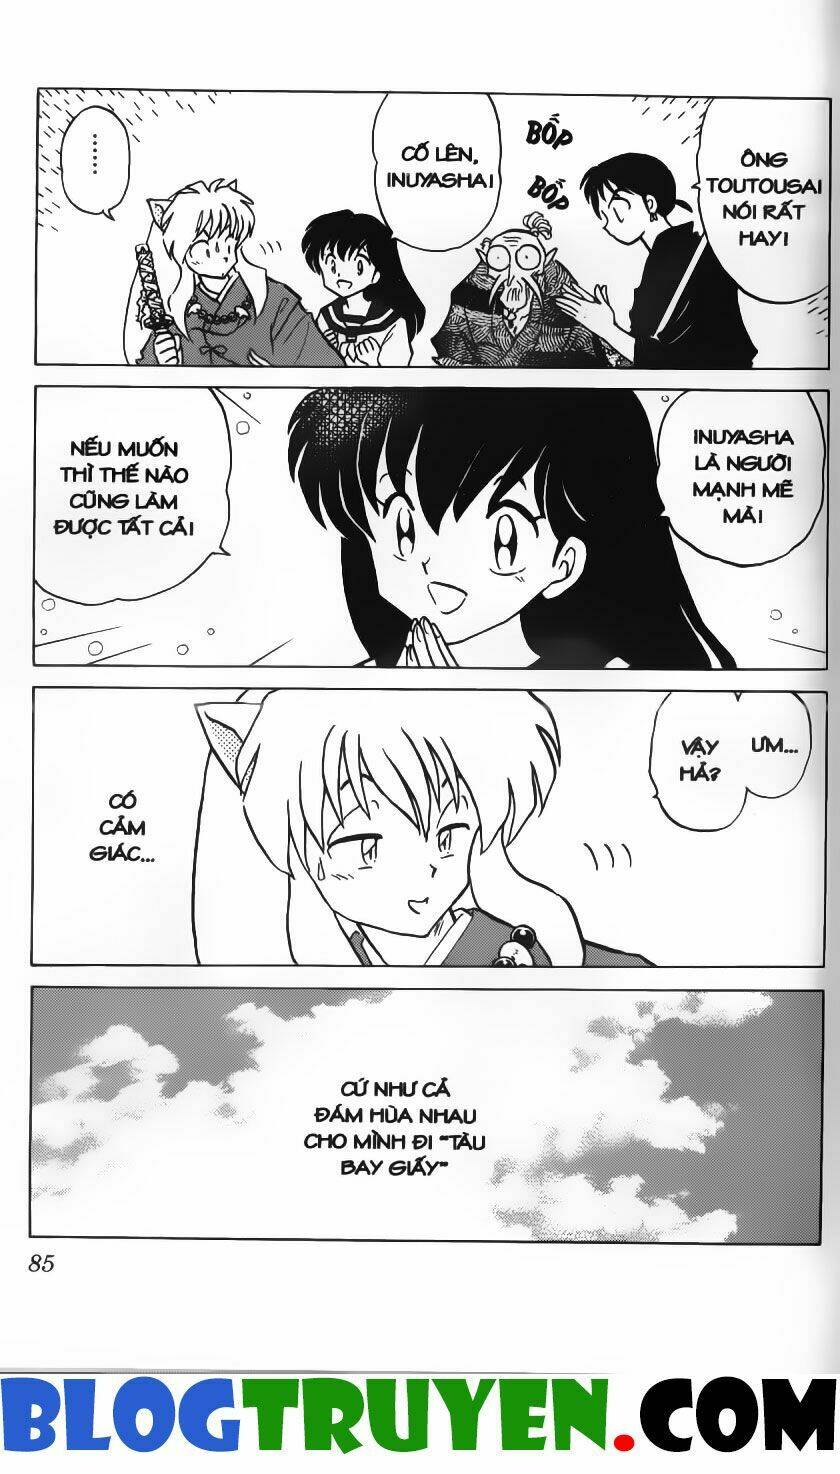 ÔNG
TOUTOUSAI
NÓI RẤT
HAY!
BỐP
BỐP
CỐ LÊN,
INUYASHA!
........
INUYASHA
LÀ NGƯỜI
MẠNH MẼ
MÀ!
NẾU MUỐN
THÌ THẾ NÀO
CŨNG LÀM
ĐƯỢC TẤT CẢ!
ƯM...
VẬY
HẢ?
CÓ
CẢM
GIÁC...
CỨ NHƯ CẢ
ĐÁM HÙA NHAU
CHO MÌNH ĐI "TÀU
BAY GIẤY"
85
BLOGTRUYEN.COM